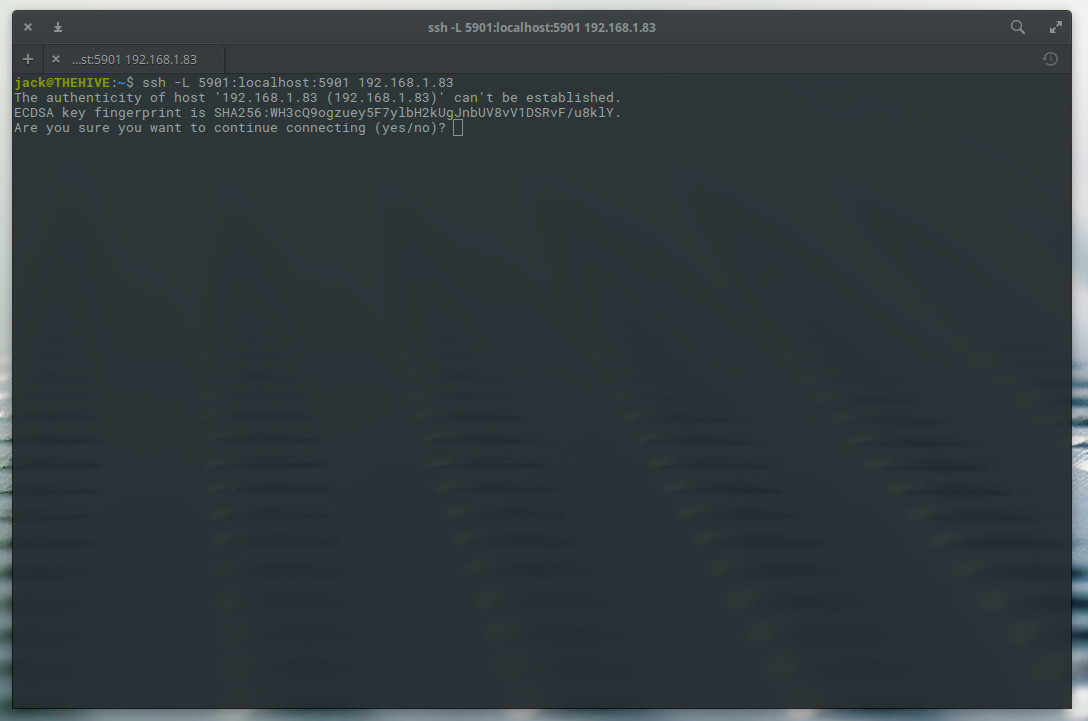 ssh -L 5901:localhost:5901 192.168.1.83
...st:5901 192.168.1.83
jack@THEHIVE:~$ ssh -L 5901:localhost:5901 192.168.1.83
The authenticity of host '192.168.1.83 (192.168.1.83)' can't be established.
ECDSA key fingerprint is SHA256:WH3cQ9ogzuey5F7ylbH2kUgJnbUV8vV1DSRvF/u8klY.
Are you sure you want to continue connecting (yes/no)?